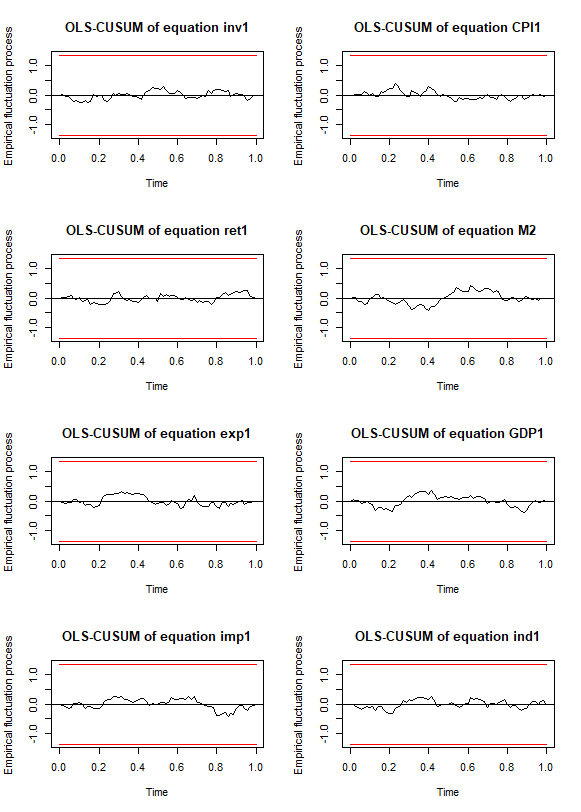 OLS-CUSUM of equation inv1
Empirical fluctuation process
1.0
0.0
-1.0
0.0 0.2 0.4 0.6 0.8 1.0
Time
OLS-CUSUM of equation CPI1
Empirical fluctuation process
1.0
0.0
-1.0
0.0 0.2 0.4 0.6 0.8 1.0
Time
OLS-CUSUM of equation ret1
Empirical fluctuation process
1.0
0.0
-1.0
0.0 0.2 0.4 0.6 0.8 1.0
Time
OLS-CUSUM of equation M2
Empirical fluctuation process
1.0
0.0
-1.0
0.0 0.2 0.4 0.6 0.8 1.0
Time
OLS-CUSUM of equation exp1
Empirical fluctuation process
1.0
0.0
-1.0
0.0 0.2 0.4 0.6 0.8 1.0
Time
OLS-CUSUM of equation GDP1
Empirical fluctuation process
1.0
0.0
-1.0
0.0 0.2 0.4 0.6 0.8 1.0
Time
OLS-CUSUM of equation imp1
Empirical fluctuation process
1.0
0.0
-1.0
0.0 0.2 0.4 0.6 0.8 1.0
Time
OLS-CUSUM of equation ind1
Empirical fluctuation process
1.0
0.0
-1.0
0.0 0.2 0.4 0.6 0.8 1.0
Time